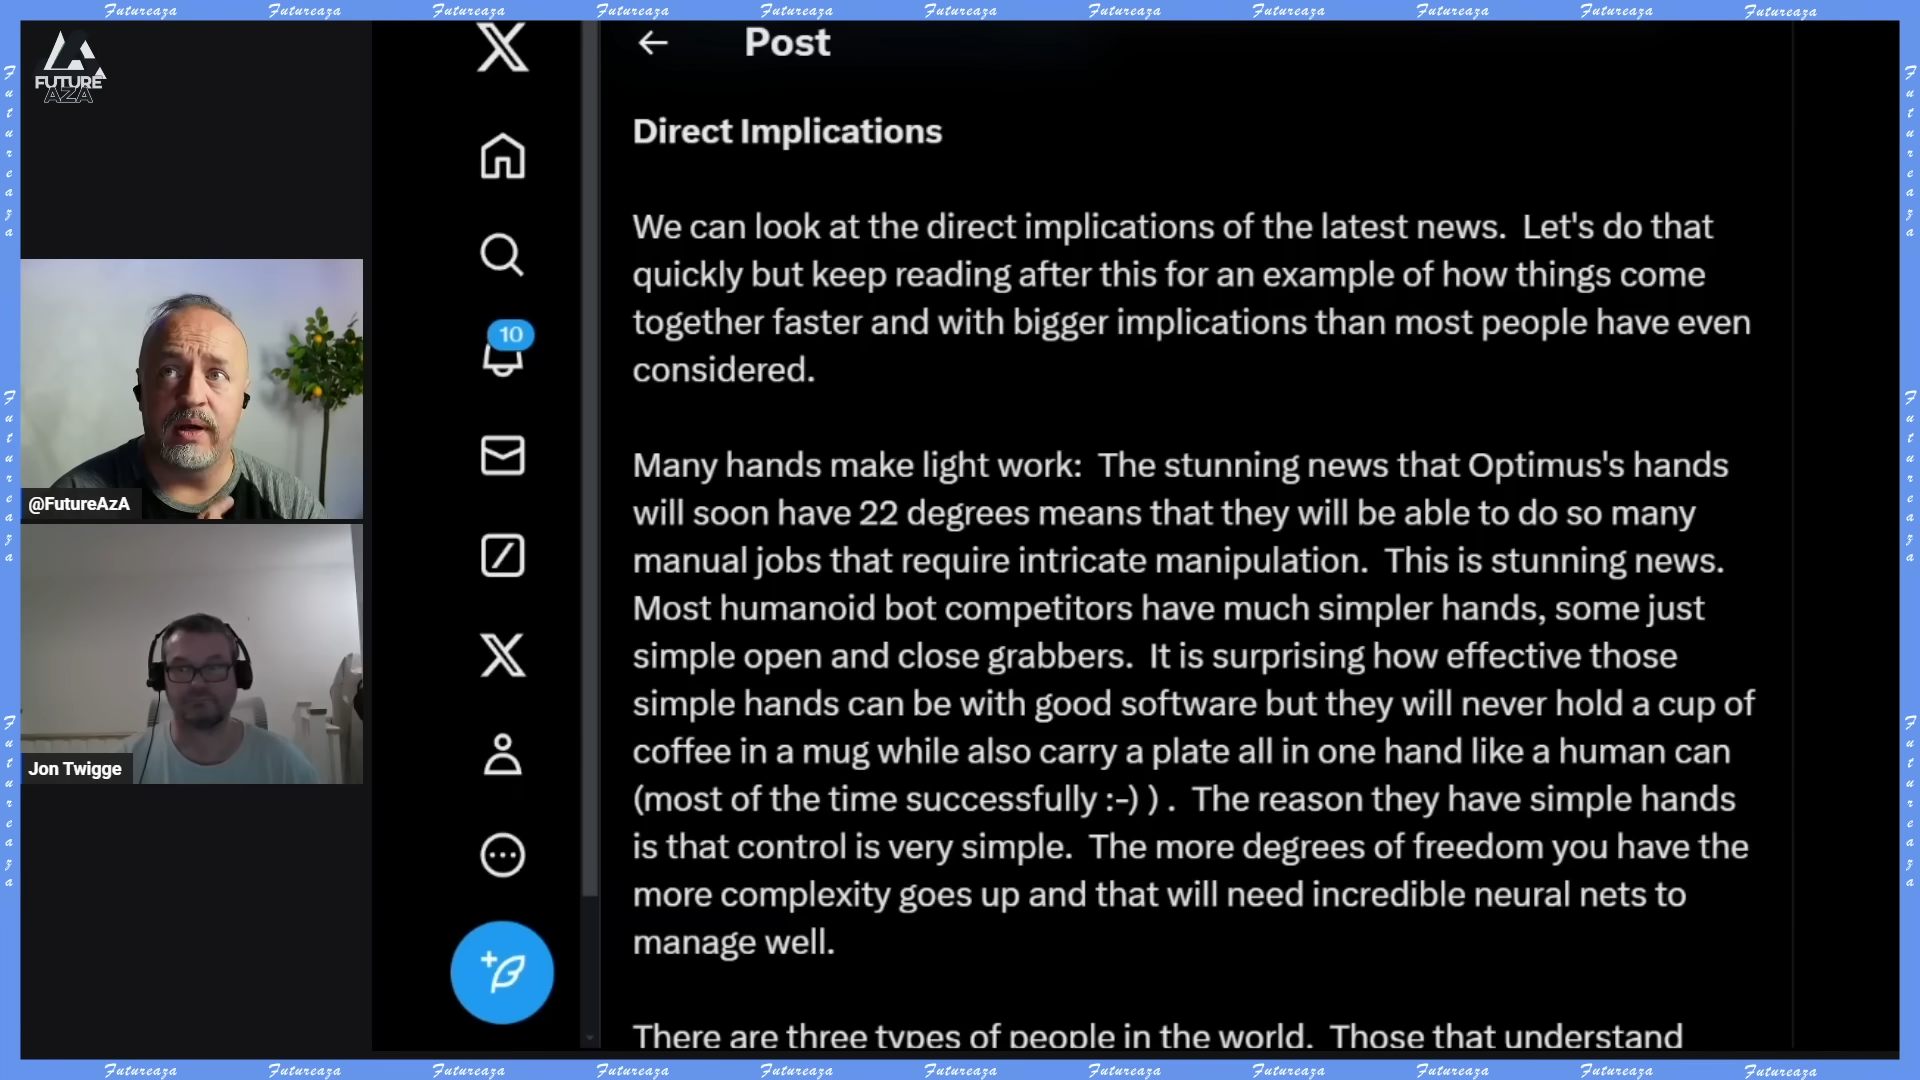 Futureaza Futureaza Futureaza Futureaza Futureaza Futureaza Futureaza Futureaza Futureaza Futureaza Futureaza
Futureaza
Futureaza
Futureaza
FUTURE
AZA
@FutureAzA
Jon Twigge
10
Post
Direct Implications
We can look at the direct implications of the latest news. Let's do that
quickly but keep reading after this for an example of how things come
together faster and with bigger implications than most people have even
considered.
Many hands make light work: The stunning news that Optimus's hands
will soon have 22 degrees means that they will be able to do so many
manual jobs that require intricate manipulation. This is stunning news.
Most humanoid bot competitors have much simpler hands, some just
simple open and close grabbers. It is surprising how effective those
simple hands can be with good software but they will never hold a cup of
coffee in a mug while also carry a plate all in one hand like a human can
(most of the time successfully :-) ) . The reason they have simple hands
is that control is very simple. The more degrees of freedom you have the
more complexity goes up and that will need incredible neural nets to
manage well.
There are three types of people in the world. Those that understand
Futureaza
Futureaza
Futureaza
Futureaza Futureaza Futureaza Futureaza Futureaza Futureaza Futureaza Futureaza Futureaza Futureaza Futureaza